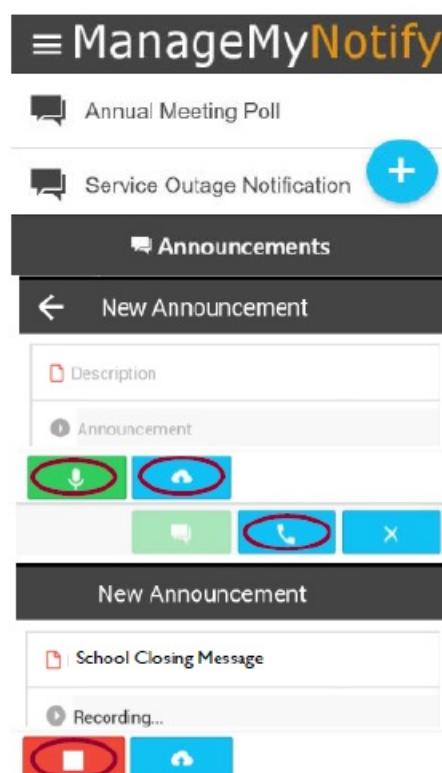 ManageMyNotify
Annual Meeting Poll
Service Outage Notification
Announcements
New Announcement
Description
Announcement
New Announcement
School Closing Message
Recording...